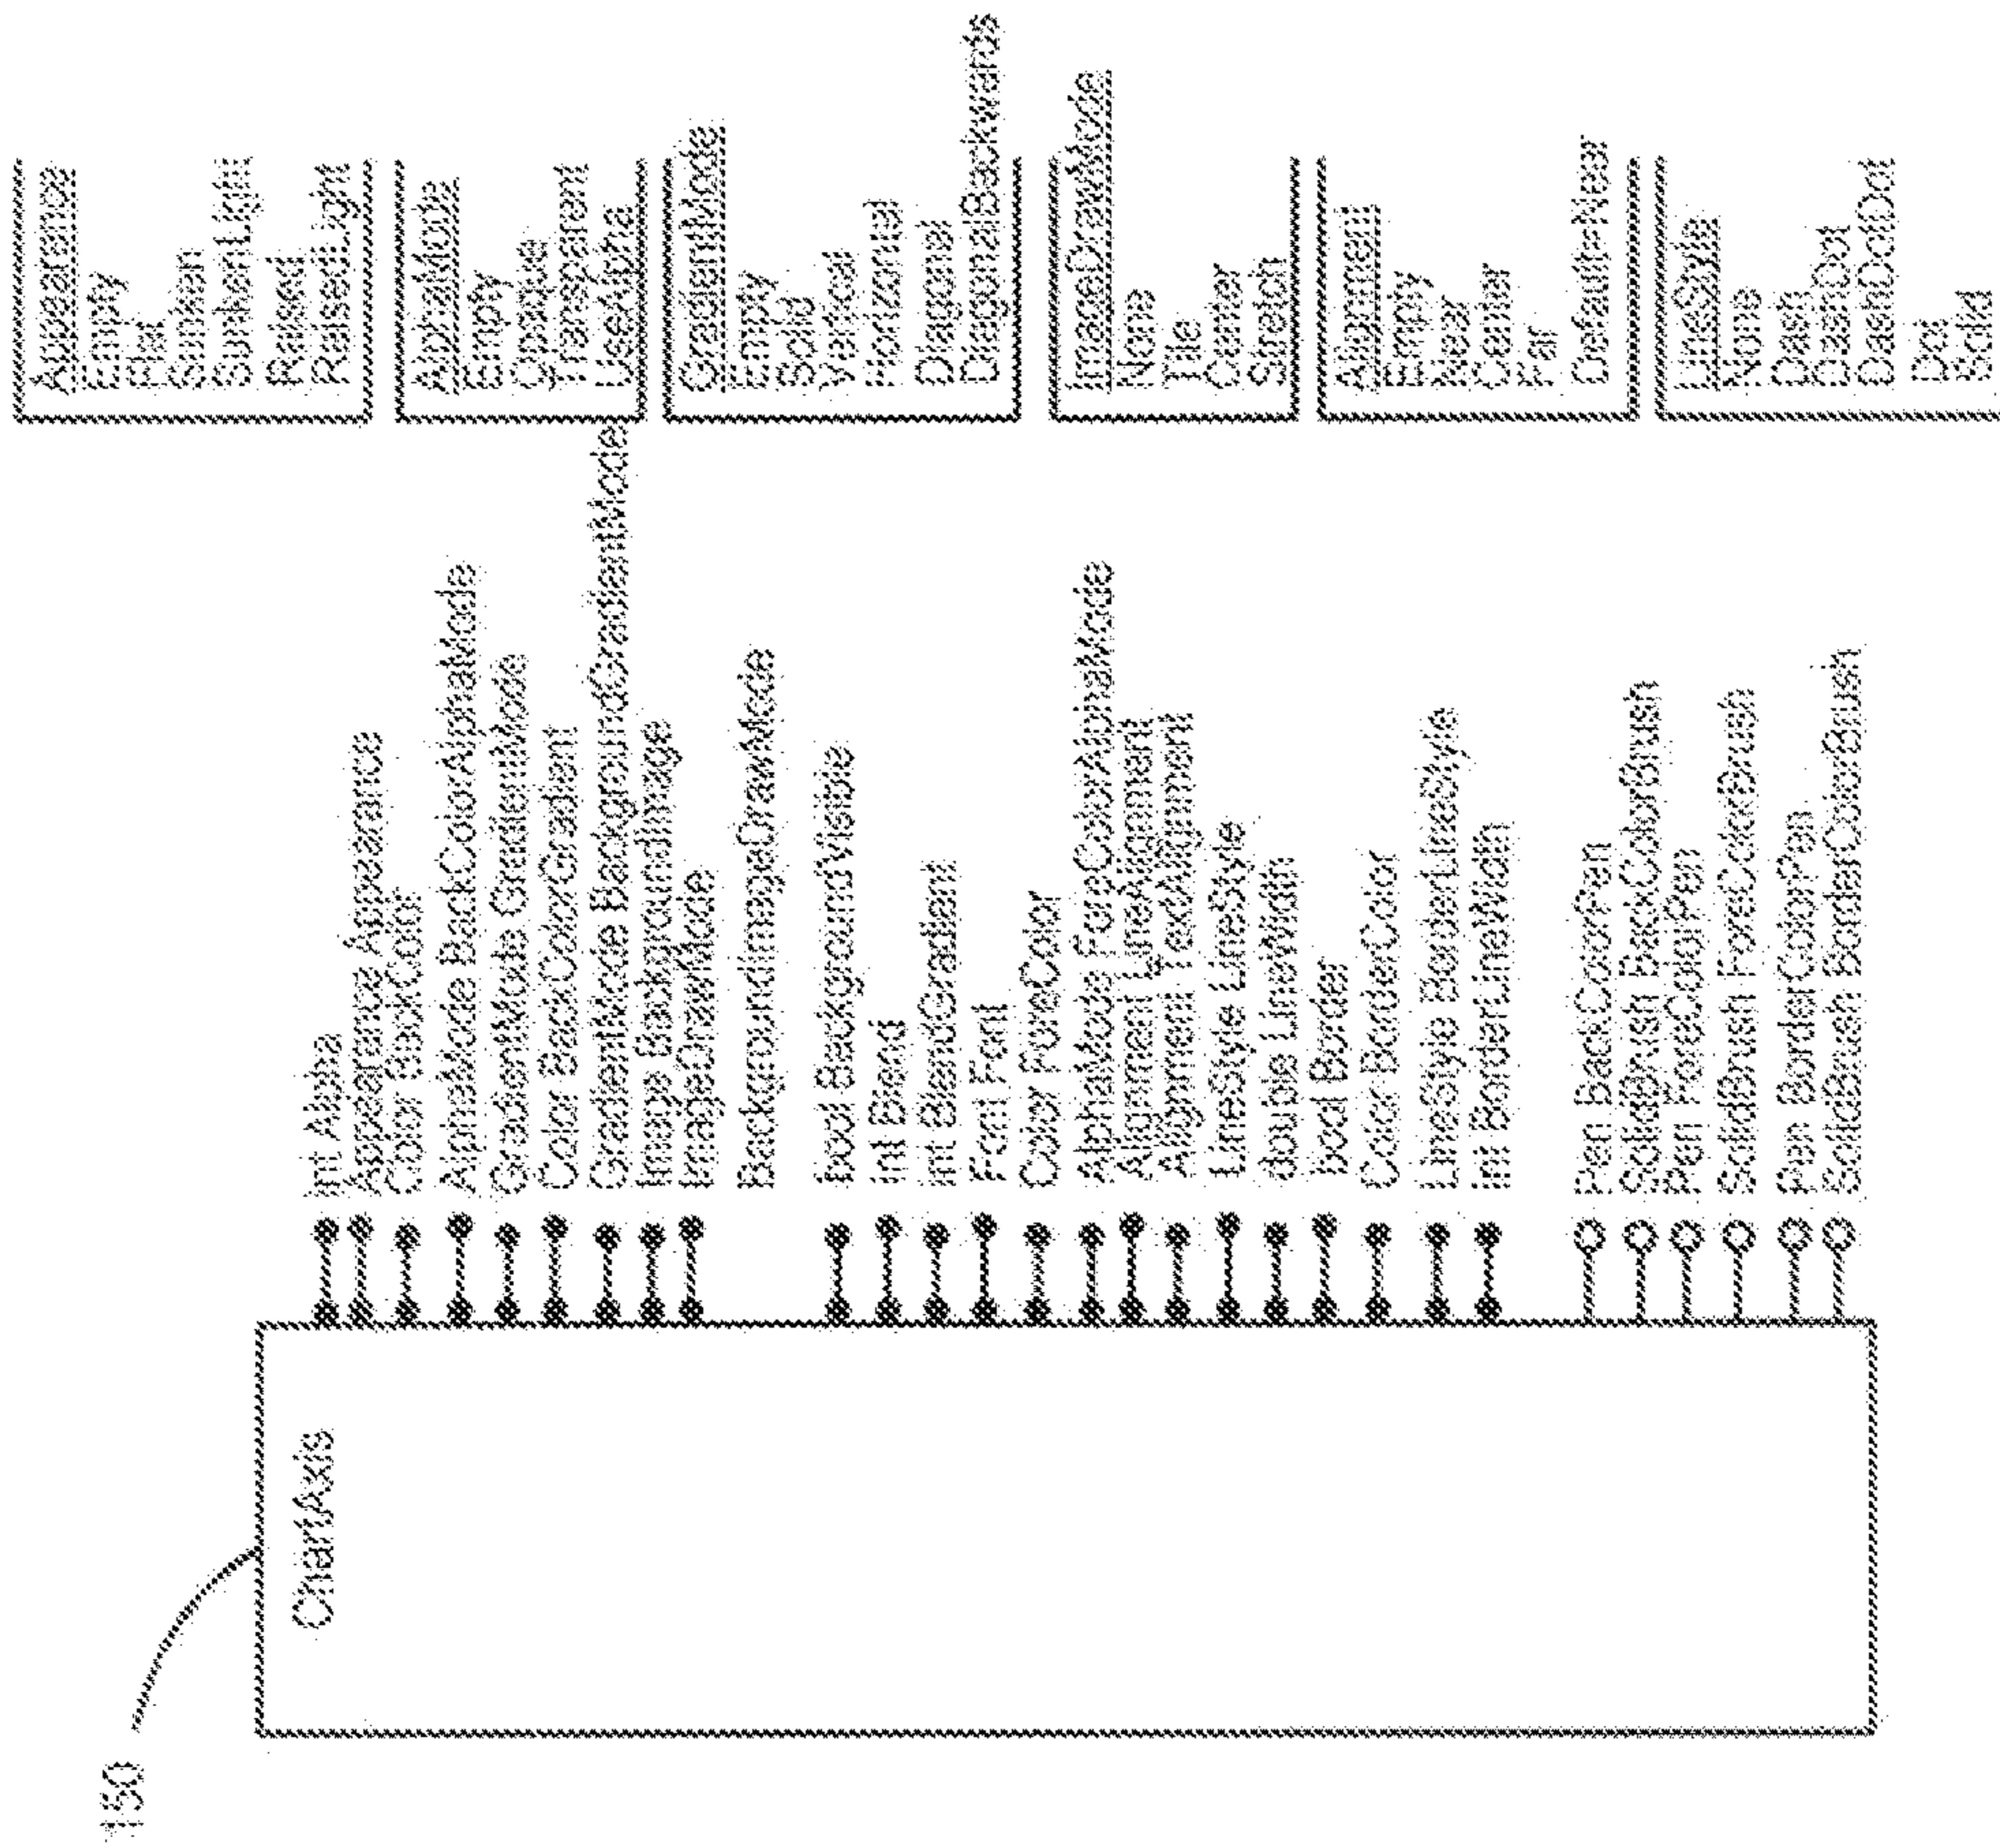 150
ChartAxis
int Alpha
Appearance Appearance
Color BackColor
AlphaMode BackColorAlphaMode
GradientMode GradientMode
Color BackColorGradient
GradientMode BackgroundGradientMode
Image BackgroundImage
ImageDrawMode
BackgroundImageDrawMode
bool BackgroundVisible
int Blend
int BlendGradient
Font Font
Color ForeColor
AlphaMode ForeColorAlphaMode
Alignment LineAlignment
Alignment TextAlignment
LineStyle LineStyle
double LineWidth
bool Border
Color BorderColor
LineStyle BorderLineStyle
int BorderLineWidth
Pen BackColorPen
SolidBrush BackColorBrush
Pen ForeColorPen
SolidBrush ForeColorBrush
Pen BorderColorPen
SolidBrush BorderColorBrush
Appearance
Empty
Flat
Sunken
SunkenLight
Raised
RaisedLight
AlphaMode
Empty
Opaque
Transparent
UseAlpha
GradientMode
Empty
Solid
Vertical
Horizontal
Diagonal
DiagonalBackwards
ImageDrawMode
None
Tile
Center
Stretch
Alignment
Empty
Near
Center
Far
Default=Near
LineStyle
None
Dash
DashDot
DashDotDot
Dot
Solid